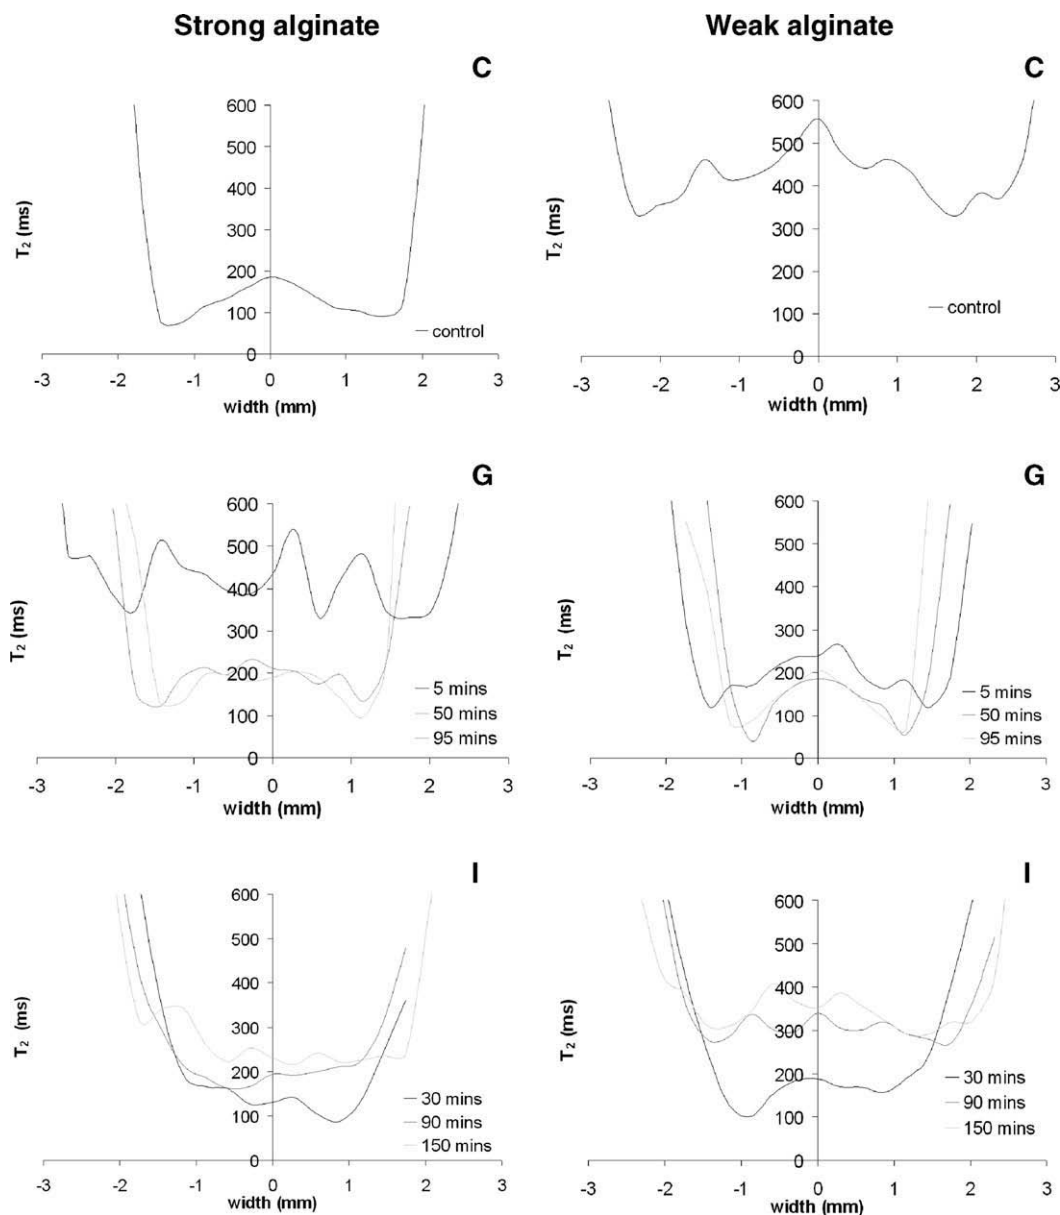 Strong alginate
Weak alginate
C
600
500
400
300
200
100
0
T2 (ms)
control
-3 -2 -1 0 1 2 3
width (mm)
C
600
500
400
300
200
100
0
T2 (ms)
control
-3 -2 -1 0 1 2 3
width (mm)
G
600
500
400
300
200
100
0
T2 (ms)
5 mins
50 mins
95 mins
-3 -2 -1 0 1 2 3
width (mm)
G
600
500
400
300
200
100
0
T2 (ms)
5 mins
50 mins
95 mins
-3 -2 -1 0 1 2 3
width (mm)
I
600
500
400
300
200
100
0
T2 (ms)
30 mins
90 mins
150 mins
-3 -2 -1 0 1 2 3
width (mm)
I
600
500
400
300
200
100
0
T2 (ms)
30 mins
90 mins
150 mins
-3 -2 -1 0 1 2 3
width (mm)